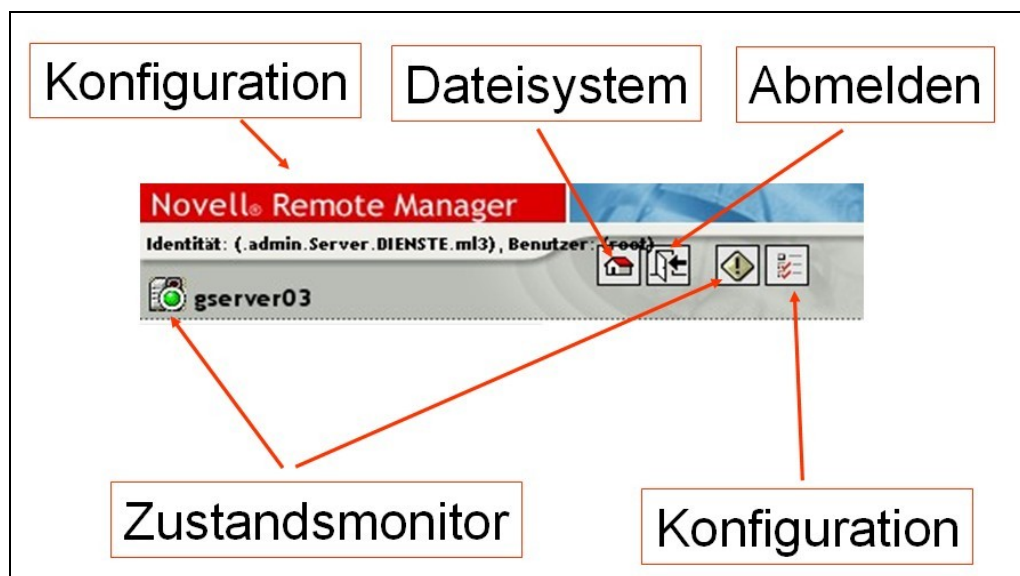 Konfiguration
Dateisystem
Abmelden
Novell® Remote Manager
Identität: (.admin.Server.DIENSTE.ml3), Benutzer: (root)
gserver03
Zustandsmonitor
Konfiguration